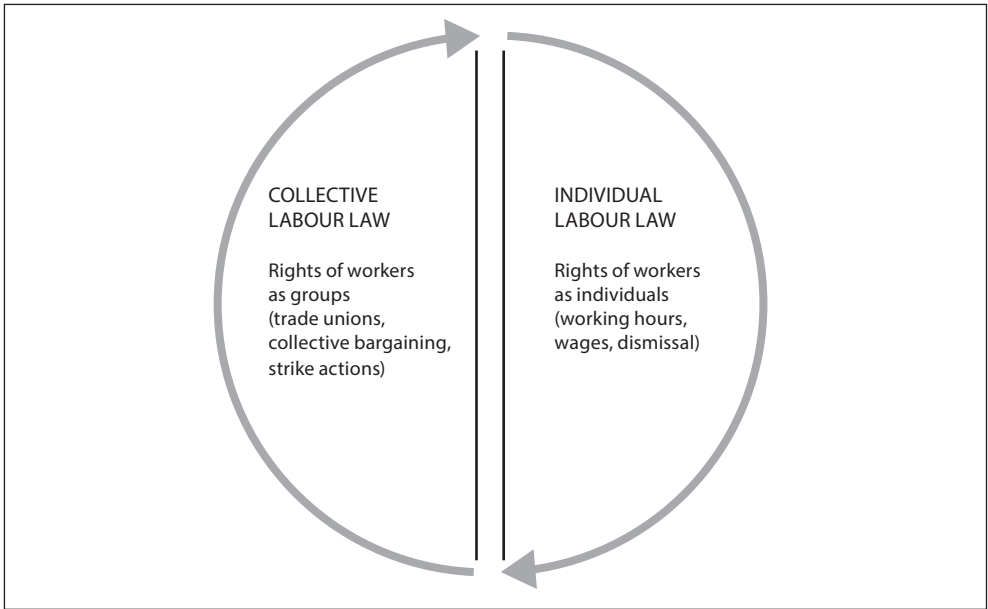 COLLECTIVE
LABOUR LAW
Rights of workers
as groups
(trade unions,
collective bargaining,
strike actions)
INDIVIDUAL
LABOUR LAW
Rights of workers
as individuals
(working hours,
wages, dismissal)